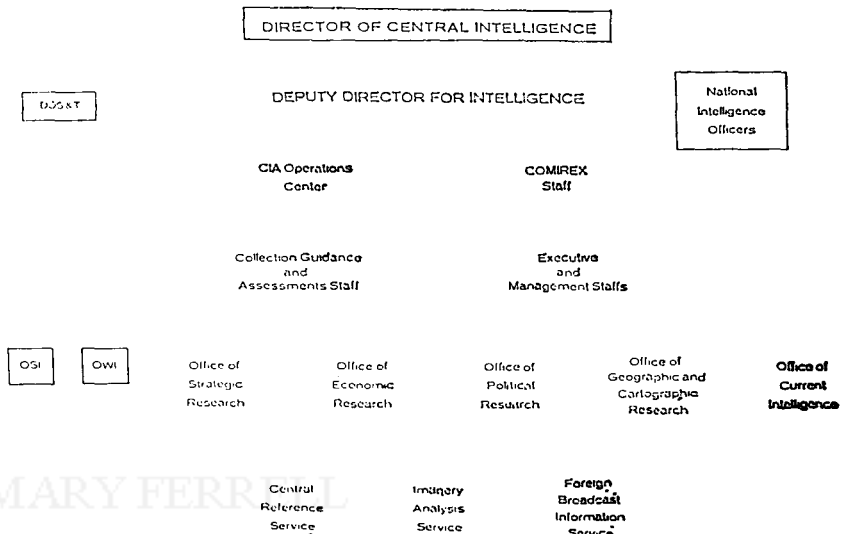 DIRECTOR OF CENTRAL INTELLIGENCE
DDS&T
DEPUTY DIRECTOR FOR INTELLIGENCE
National
Intelligence
Officers
CIA Operations
Center
COMIREX
Staff
Collection Guidance
and
Assessments Staff
Executive
and
Management Staffs
OSI
OWI
Office of
Strategic
Research
Office of
Economic
Research
Office of
Political
Research
Office of
Geographic and
Cartographic
Research
Office of
Current
Intelligence
MARY FERRELL
Central
Reference
Service
Imagery
Analysis
Service
Foreign
Broadcast
Information
Service